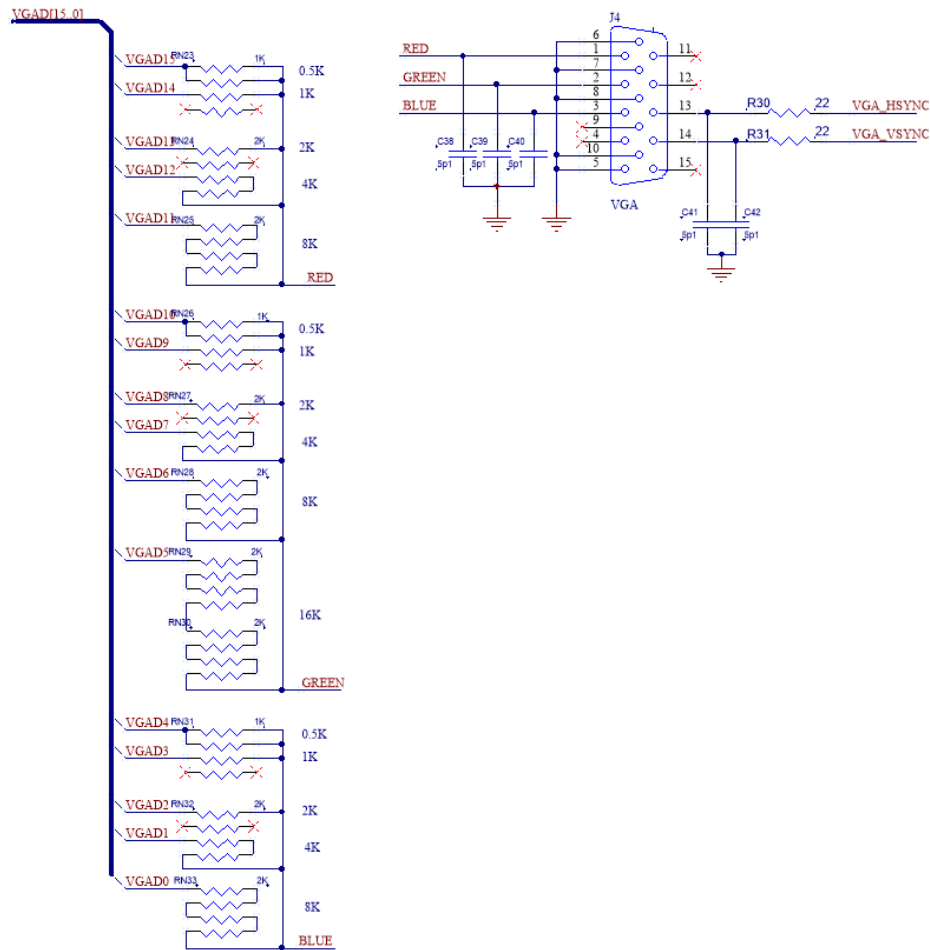 VGAD[15..0]
VGAD15 RN23 1K
0.5K
VGAD14
1K
VGAD13 RN24 2K
2K
VGAD12
4K
VGAD11 RN25 2K
8K
RED
VGAD10 RN26 1K
0.5K
VGAD9
1K
VGAD8 RN27 2K
2K
VGAD7
4K
VGAD6 RN28 2K
8K
VGAD5 RN29 2K
16K
RN30 2K
GREEN
VGAD4 RN31 1K
0.5K
VGAD3
1K
VGAD2 RN32 2K
2K
VGAD1
4K
VGAD0 RN33 2K
8K
BLUE
J4
RED
GREEN
BLUE
6
1
7
2
8
3
9
4
10
5
11
12
13
14
15
VGA
C38 C39 C40
5p1 5p1 5p1
R30 22 VGA_HSYNC
R31 22 VGA_VSYNC
C41 C42
5p1 5p1